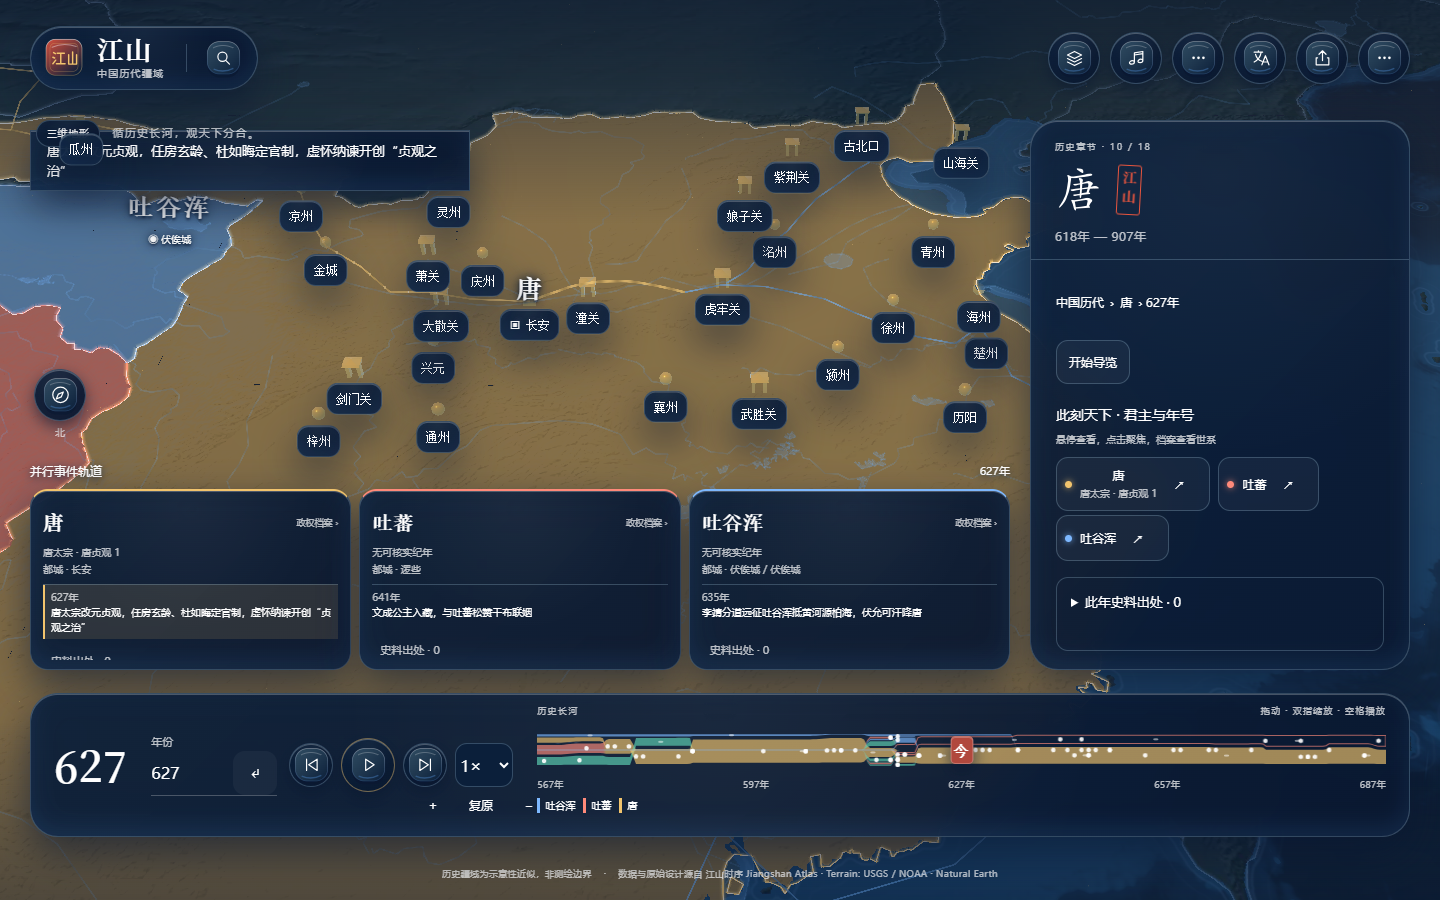 江山
江山
中国历代疆域
三维地形
循历史长河，观天下分合。
瓜州
元贞观，任房玄龄、杜如晦定官制，虚怀纳谏开创“贞观之
治”
吐谷浑
伏俟城
古北口
山海关
紫荆关
凉州
灵州
娘子关
洺州
青州
金城
萧关
庆州
唐
虎牢关
大散关
长安
潼关
徐州
海州
楚州
兴元
颍州
剑门关
襄州
武胜关
历阳
梓州
通州
北
并行事件轨道
627年
唐
政权档案 ›
唐太宗 · 唐贞观 1
都城 · 长安
627年
唐太宗改元贞观，任房玄龄、杜如晦定官制，虚怀纳谏开创“贞
观之治”
史料出处 · 0
吐蕃
政权档案 ›
无可核实纪年
都城 · 逻些
641年
文成公主入藏，与吐蕃松赞干布联姻
史料出处 · 0
吐谷浑
政权档案 ›
无可核实纪年
都城 · 伏俟城 / 伏俟城
635年
李靖分道远征吐谷浑抵黄河源柏海，伏允可汗降唐
史料出处 · 0
历史章节 · 10 / 18
唐
江山
618年 — 907年
中国历代 › 唐 › 627年
开始导览
此刻天下 · 君主与年号
悬停查看，点击聚焦，档案查看世系
唐
唐太宗 · 唐贞观 1
↗
吐蕃 ↗
吐谷浑 ↗
▶ 此年史料出处 · 0
627
年份
627
1×
+ 复原 −
历史长河
拖动 · 双指缩放 · 空格播放
今
567年 597年 627年 657年 687年
吐谷浑 吐蕃 唐
历史疆域为示意性近似，非测绘边界 · 数据与原始设计源自 江山时序 Jiangshan Atlas · Terrain: USGS / NOAA · Natural Earth